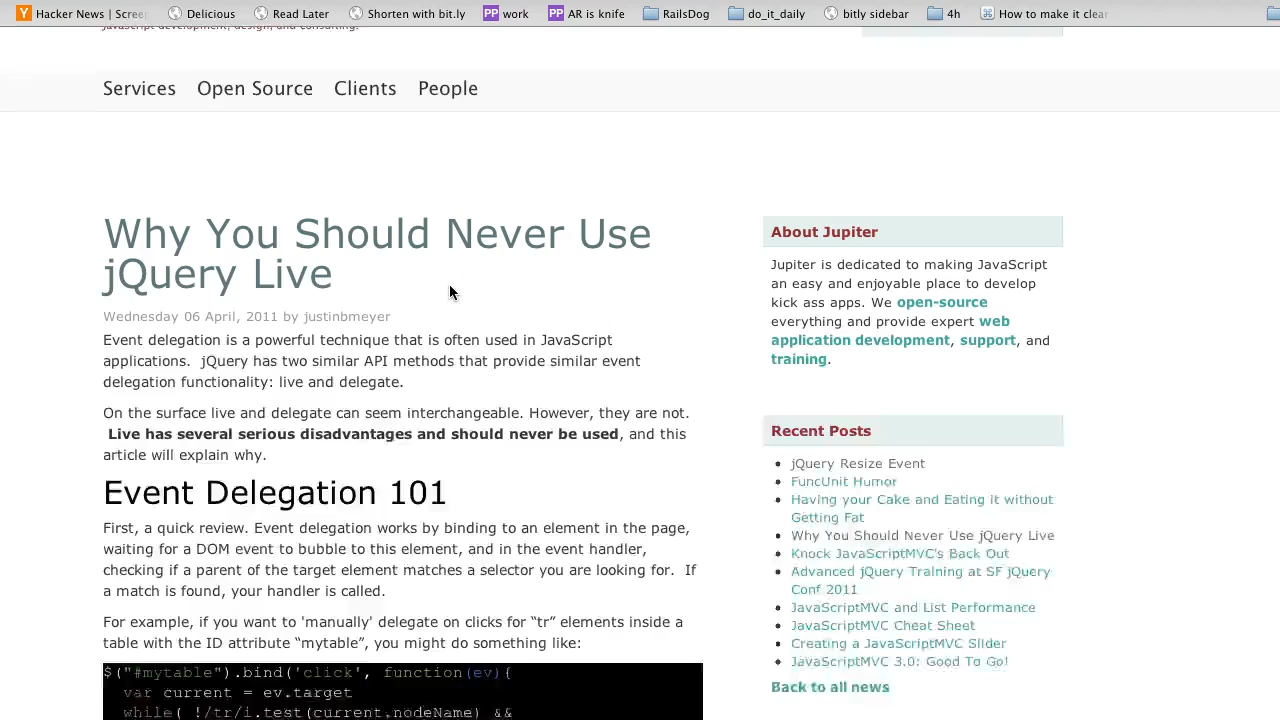 Hacker News | Scree
Delicious
Read Later
Shorten with bit.ly
PP work
PP AR is knife
RailsDog
do_it_daily
bitly sidebar
4h
How to make it clear
Javascript development, design, and consulting.
Services Open Source Clients People
Why You Should Never Use
jQuery Live
Wednesday 06 April, 2011 by justinbmeyer
Event delegation is a powerful technique that is often used in JavaScript
applications.  jQuery has two similar API methods that provide similar event
delegation functionality: live and delegate.
On the surface live and delegate can seem interchangeable. However, they are not.
Live has several serious disadvantages and should never be used, and this
article will explain why.
Event Delegation 101
First, a quick review. Event delegation works by binding to an element in the page,
waiting for a DOM event to bubble to this element, and in the event handler,
checking if a parent of the target element matches a selector you are looking for.  If
a match is found, your handler is called.
For example, if you want to 'manually' delegate on clicks for “tr” elements inside a
table with the ID attribute “mytable”, you might do something like:
$("#mytable").bind('click', function(ev){
var current = ev.target
while( !/tr/i.test(current.nodeName) &&
About Jupiter
Jupiter is dedicated to making JavaScript
an easy and enjoyable place to develop
kick ass apps. We open-source
everything and provide expert web
application development, support, and
training.
Recent Posts
jQuery Resize Event
FuncUnit Humor
Having your Cake and Eating it without
Getting Fat
Why You Should Never Use jQuery Live
Knock JavaScriptMVC's Back Out
Advanced jQuery Training at SF jQuery
Conf 2011
JavaScriptMVC and List Performance
JavaScriptMVC Cheat Sheet
Creating a JavaScriptMVC Slider
JavaScriptMVC 3.0: Good To Go!
Back to all news